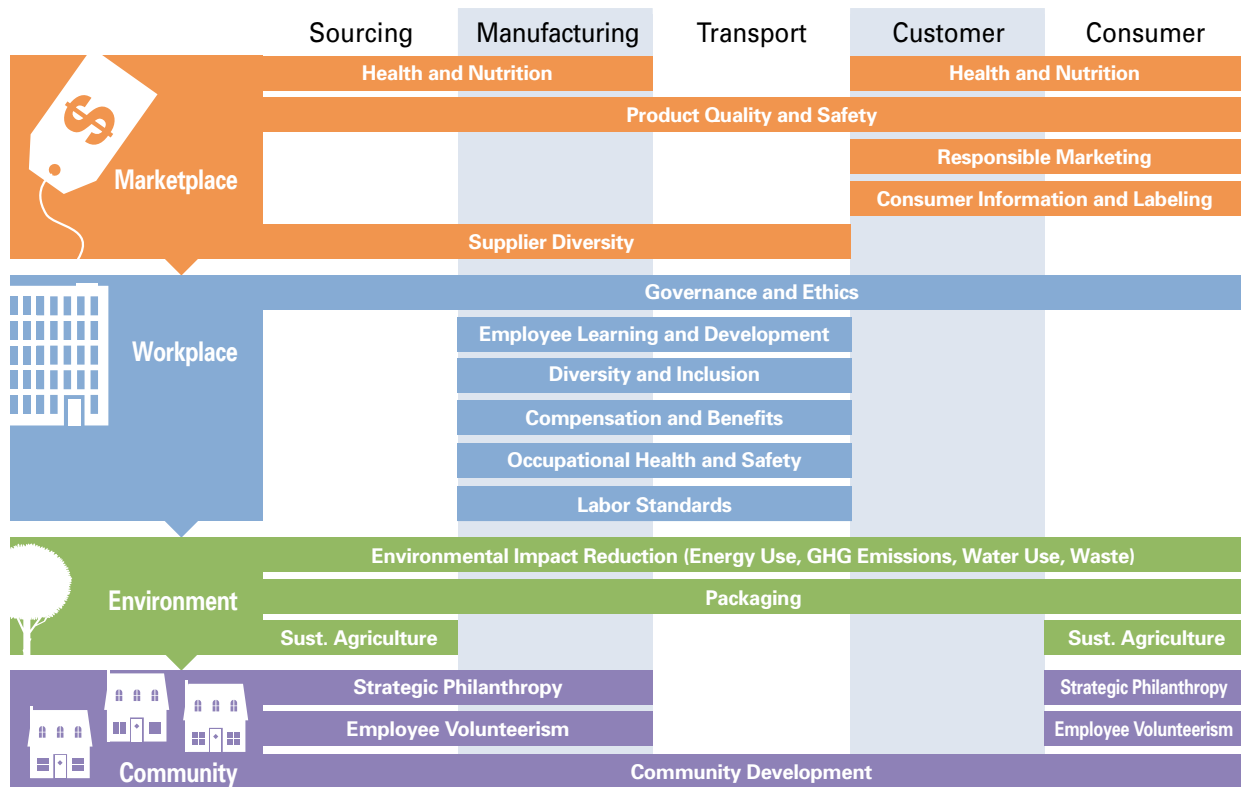 Sourcing Manufacturing Transport Customer Consumer
Health and Nutrition Health and Nutrition
$
Product Quality and Safety
Responsible Marketing
Marketplace
Consumer Information and Labeling
Supplier Diversity
Governance and Ethics
Employee Learning and Development
Workplace
Diversity and Inclusion
Compensation and Benefits
Occupational Health and Safety
Labor Standards
Environmental Impact Reduction (Energy Use, GHG Emissions, Water Use, Waste)
Environment
Packaging
Sust. Agriculture Sust. Agriculture
Strategic Philanthropy Strategic Philanthropy
Employee Volunteerism Employee Volunteerism
Community
Community Development